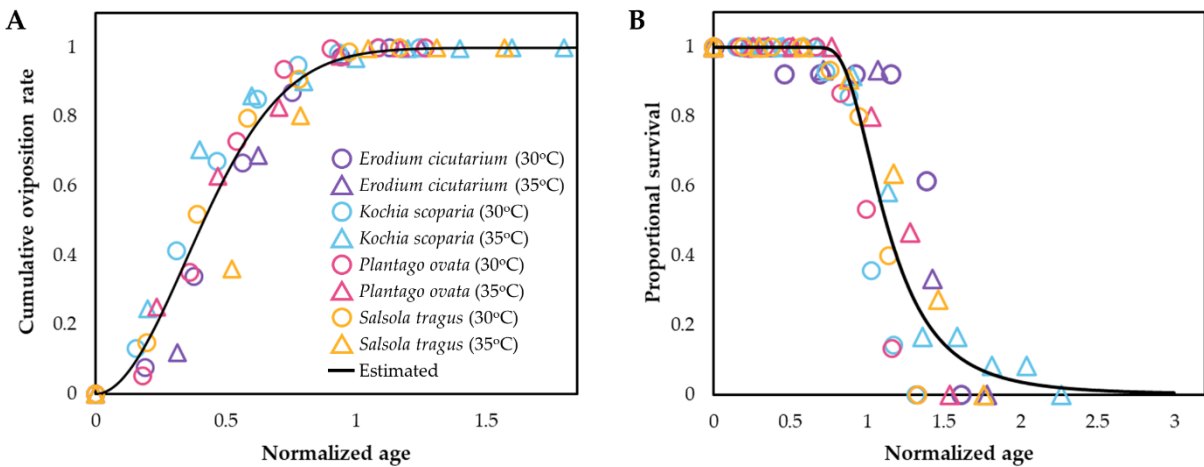 A
Cumulative oviposition rate
1
0.8
0.6
0.4
0.2
0
0
0.5
1
1.5
Normalized age
Erodium cicutarium (30°C)
Erodium cicutarium (35°C)
Kochia scoparia (30°C)
Kochia scoparia (35°C)
Plantago ovata (30°C)
Plantago ovata (35°C)
Salsola tragus (30°C)
Salsola tragus (35°C)
Estimated
B
Proportional survival
1
0.8
0.6
0.4
0.2
0
0
0.5
1
1.5
2
2.5
3
Normalized age